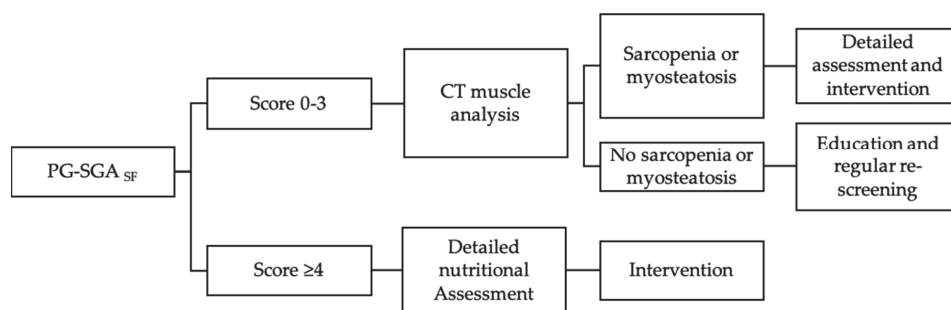 PG-SGA SF
Score 0-3
CT muscle
analysis
Sarcopenia or
myosteatosis
Detailed
assessment and
intervention
No sarcopenia or
myosteatosis
Education and
regular re-
screening
Score ≥4
Detailed
nutritional
Assessment
Intervention